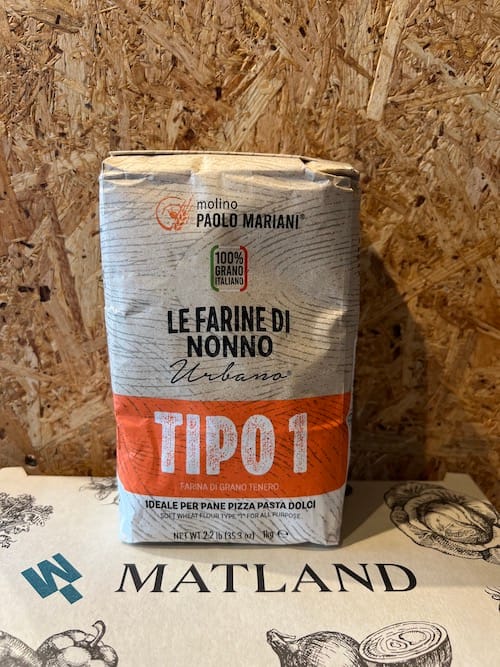 molino
PAOLO MARIANI®
100%
GRANO
ITALIANO
LE FARINE DI
NONNO
Urbano®
TIPO 1
FARINA DI GRANO TENERO
IDEALE PER PANE PIZZA PASTA DOLCI
SOFT WHEAT FLOUR TYPE "1" FOR ALL PURPOSE
NET WT 2.2 lb (35.3 oz) 1kg ℮
MATLAND